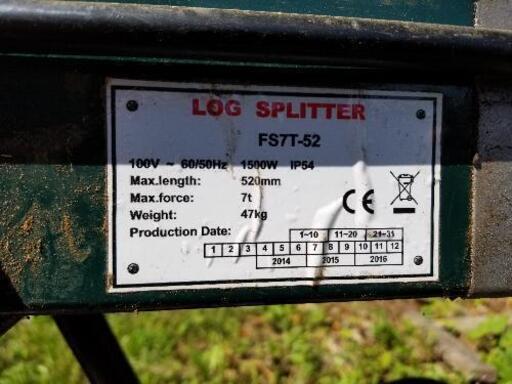 LOG SPLITTER
FS7T-52
100V ~ 60/50Hz 1500W IP54
Max.length: 520mm
Max.force: 7t
Weight: 47kg
CE
Production Date: 1~10 11~20 21~31
1 2 3 4 5 6 7 8 9 10 11 12
2014 2015 2016